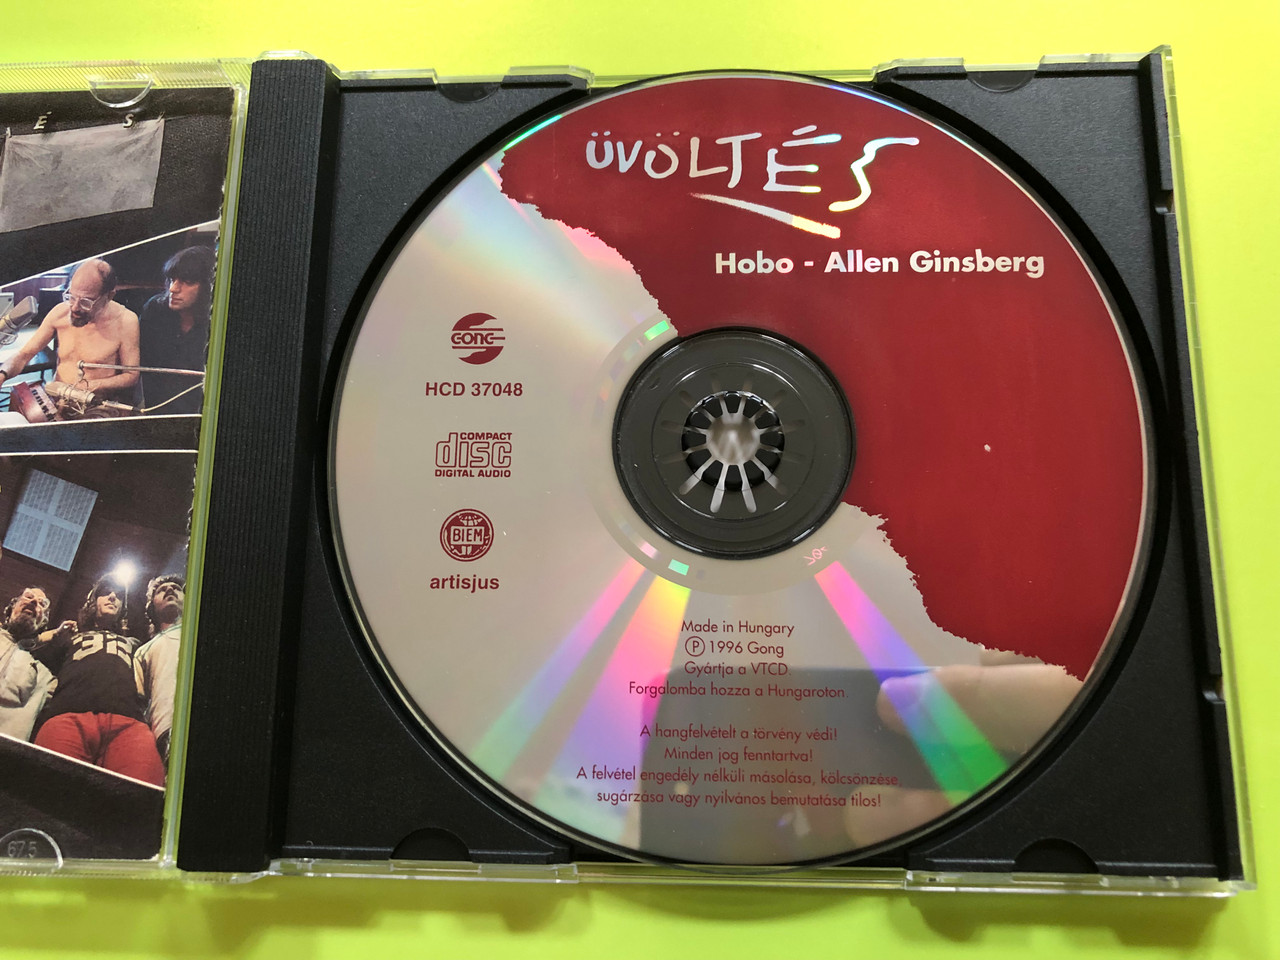 É S
32
675
ÜVÖLTÉS
Hobo - Allen Ginsberg
GONG
HCD 37048
COMPACT
disc
DIGITAL AUDIO
BIEM
artisjus
Made in Hungary
Ⓟ 1996 Gong
Gyártja a VTCD.
Forgalomba hozza a Hungaroton.
A hangfelvételt a törvény védi!
Minden jog fenntartva!
A felvétel engedély nélküli másolása, kölcsönzése,
sugárzása vagy nyilvános bemutatása tilos!